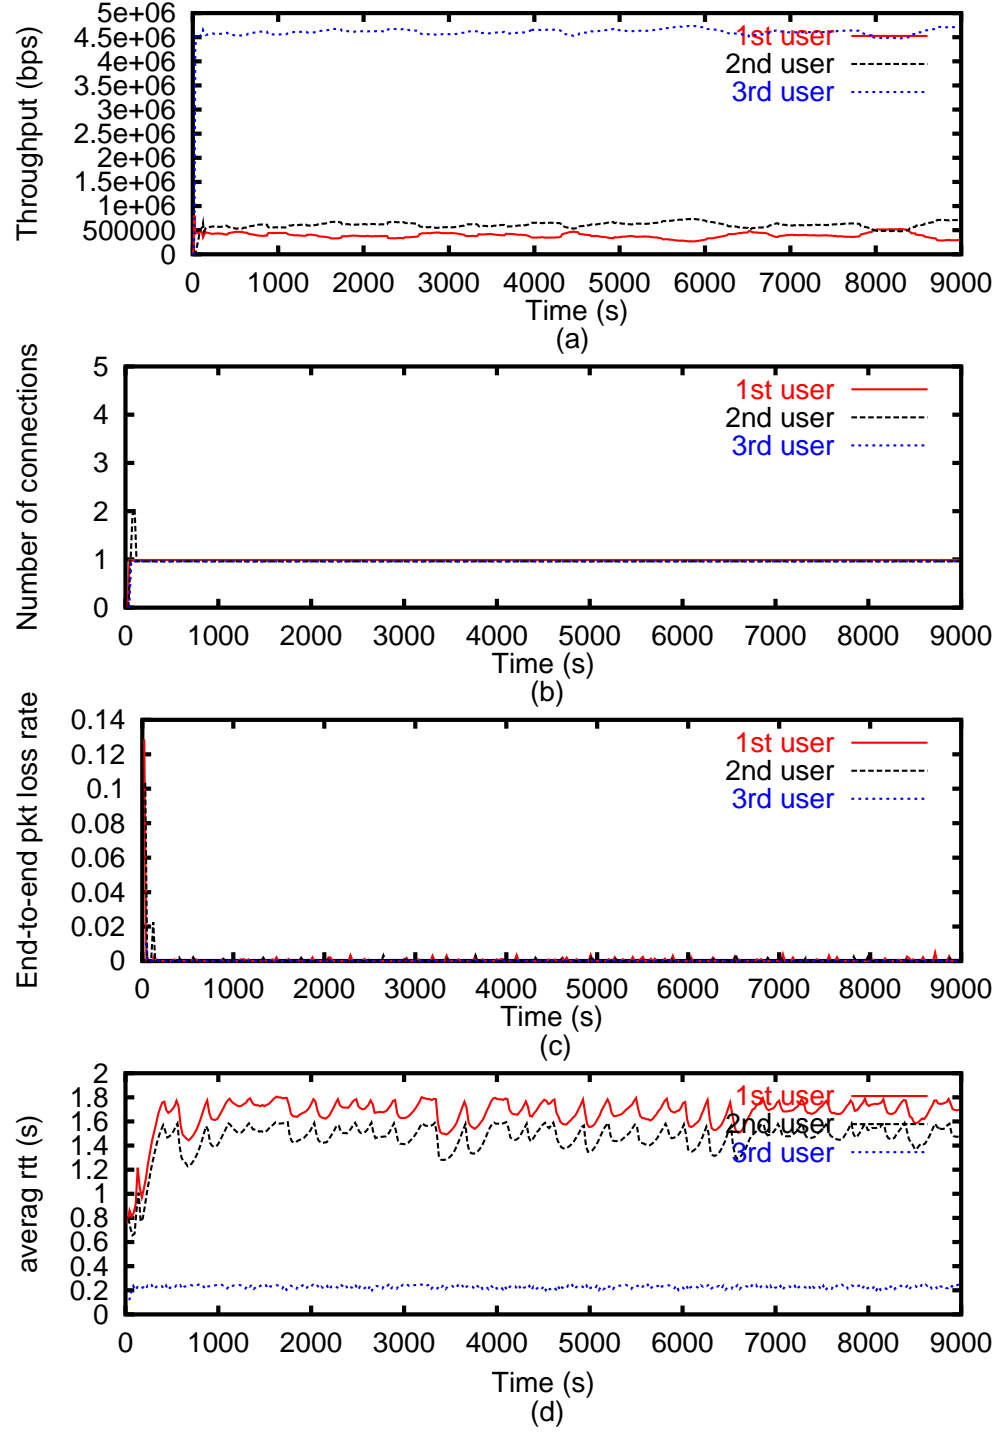 Throughput (bps)
4.5e+06
5e+06
4e+06
3.5e+06
3e+06
2.5e+06
2e+06
1.5e+06
1e+06
500000
0
1st user
2nd user
3rd user
0 1000 2000 3000 4000 5000 6000 7000 8000 9000
Time (s)
(a)
Number of connections
5
4
3
2
1
0
1st user
2nd user
3rd user
0 1000 2000 3000 4000 5000 6000 7000 8000 9000
Time (s)
(b)
End-to-end pkt loss rate
0.14
0.12
0.1
0.08
0.06
0.04
0.02
0
1st user
2nd user
3rd user
0 1000 2000 3000 4000 5000 6000 7000 8000 9000
Time (s)
(c)
averag rtt (s)
2
1.8
1.6
1.4
1.2
1
0.8
0.6
0.4
0.2
0
1st user
2nd user
3rd user
0 1000 2000 3000 4000 5000 6000 7000 8000 9000
Time (s)
(d)